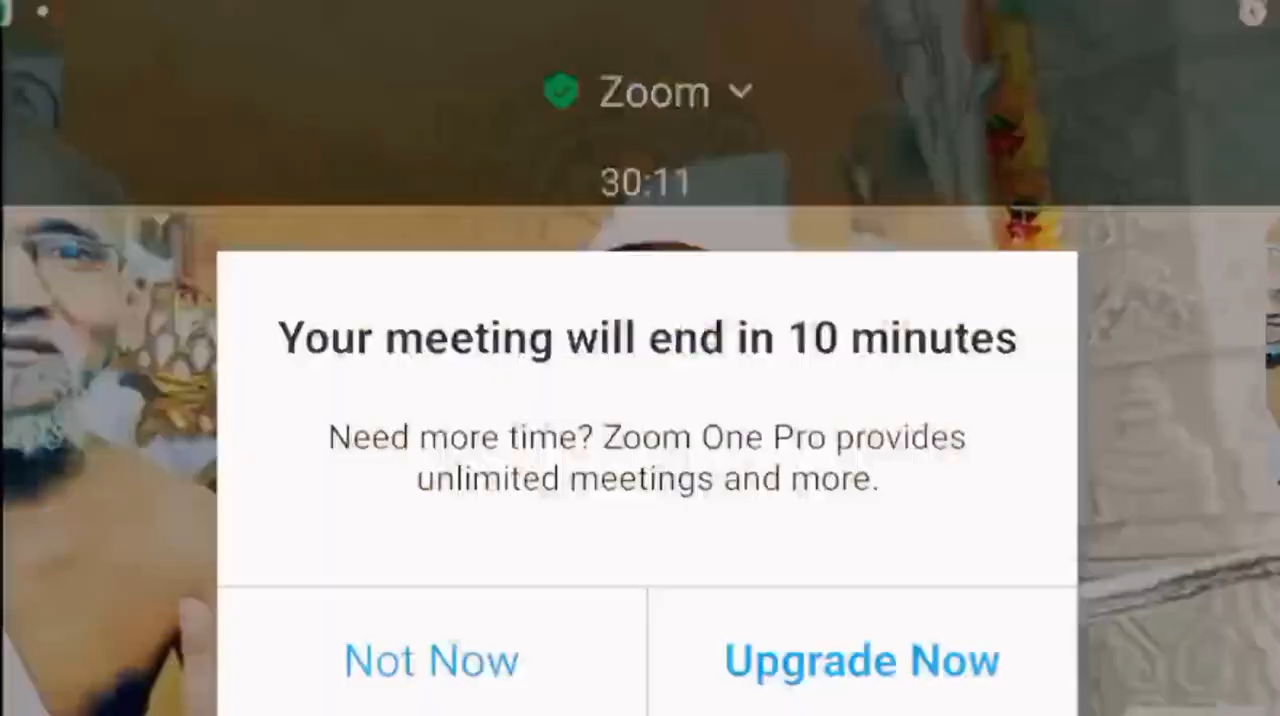 Zoom
30:11
Your meeting will end in 10 minutes
Need more time? Zoom One Pro provides
unlimited meetings and more.
Not Now
Upgrade Now